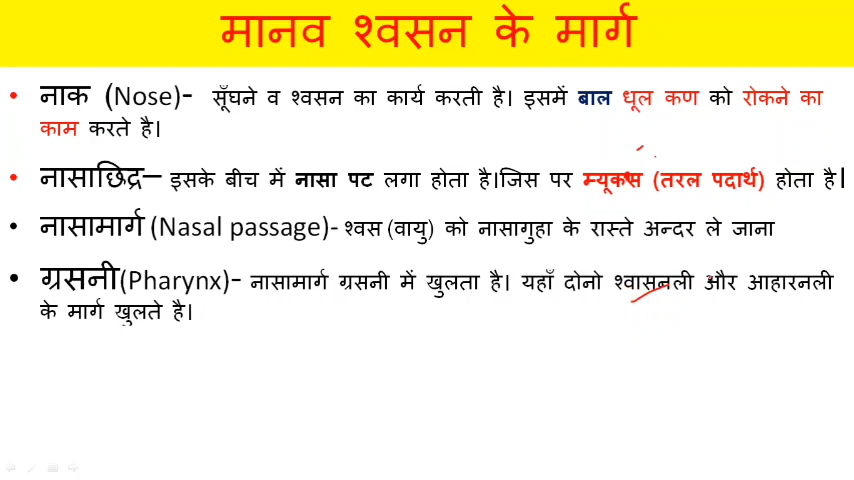 मानव श्वसन के मार्ग
• नाक (Nose)- सूँघने व श्वसन का कार्य करती है। इसमें बाल धूल कण को रोकने का
काम करते है।
• नासाछिद्र– इसके बीच में नासा पट लगा होता है।जिस पर म्यूकस (तरल पदार्थ) होता है।
• नासामार्ग (Nasal passage)- श्वस (वायु) को नासागुहा के रास्ते अन्दर ले जाना
• ग्रसनी(Pharynx)- नासामार्ग ग्रसनी में खुलता है। यहाँ दोनो श्वासनली और आहारनली
के मार्ग खुलते है।